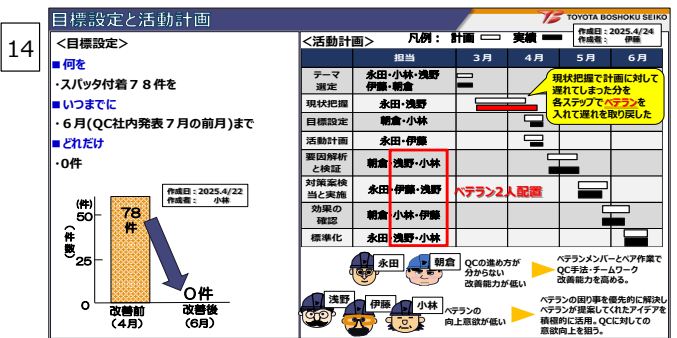 14
目標設定と活動計画
TOYOTA BOSHOKU SEIKO
<目標設定>
■何を
・スパッタ付着78件を
■いつまでに
・6月(QC社内発表7月の前月)まで
■どれだけ
・0件
作成日:2025.4/22
作成者: 小林
(件)
50
25
0
(件数)
78
件
0件
改善前
(4月)
改善後
(6月)
<活動計画>
凡例: 計画 実績
作成日:2025.4/24
作成者: 伊藤
担当 3月 4月 5月 6月
テーマ
選定
永田・小林・浅野
伊藤・朝倉
現状把握 永田・浅野
目標設定 朝倉・小林
活動計画 永田・伊藤
要因解析
と検証
朝倉・浅野・小林
対策案検
当と実施
永田・伊藤・浅野
効果の
確認
朝倉・小林・伊藤
標準化 永田・浅野・小林
現状把握で計画に対して
遅れてしまった分を
各ステップでベテランを
入れて遅れを取り戻した
ベテラン2人配置
永田
朝倉
QCの進め方が
分からない
改善能力が低い
ベテランメンバーとペア作業で
QC手法・チームワーク
改善能力を高める。
浅野
伊藤
小林
ベテランの
向上意欲が低い
ベテランの困り事を優先的に解決し
ベテランが提案してくれたアイデアを
積極的に活用。QCに対しての
意欲向上を狙う。